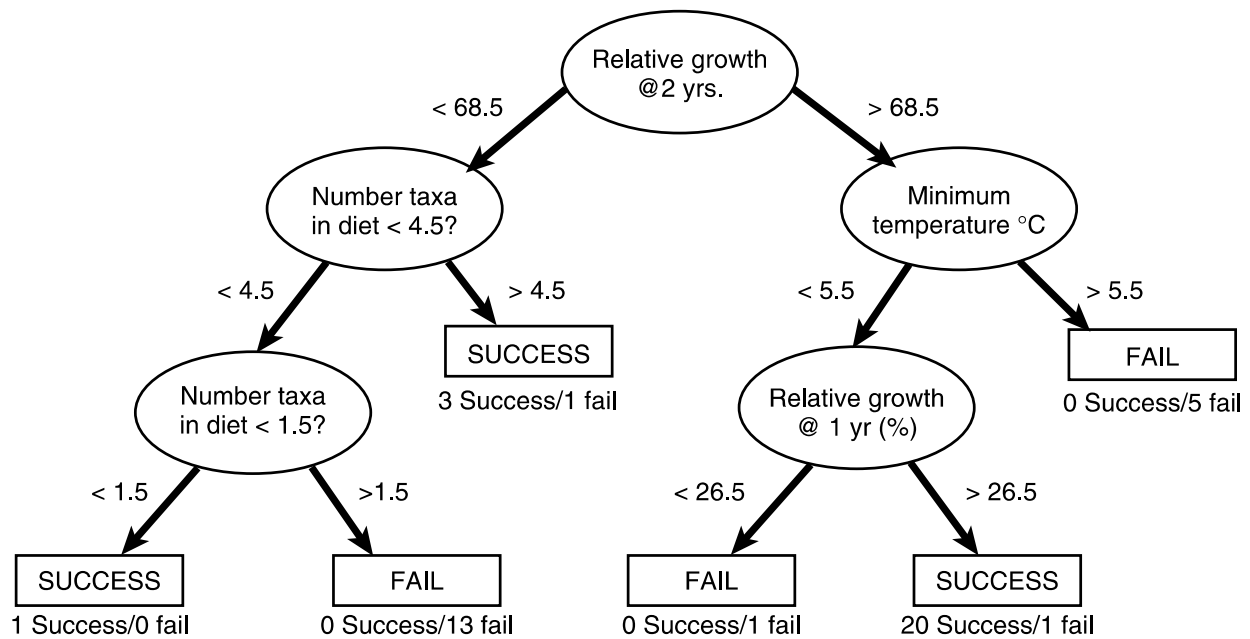 Relative growth
@2 yrs.
< 68.5
> 68.5
Number taxa
in diet < 4.5?
Minimum
temperature °C
< 4.5
> 4.5
< 5.5
> 5.5
SUCCESS
3 Success/1 fail
FAIL
0 Success/5 fail
Number taxa
in diet < 1.5?
Relative growth
@ 1 yr (%)
< 1.5
>1.5
< 26.5
> 26.5
SUCCESS
1 Success/0 fail
FAIL
0 Success/13 fail
FAIL
0 Success/1 fail
SUCCESS
20 Success/1 fail